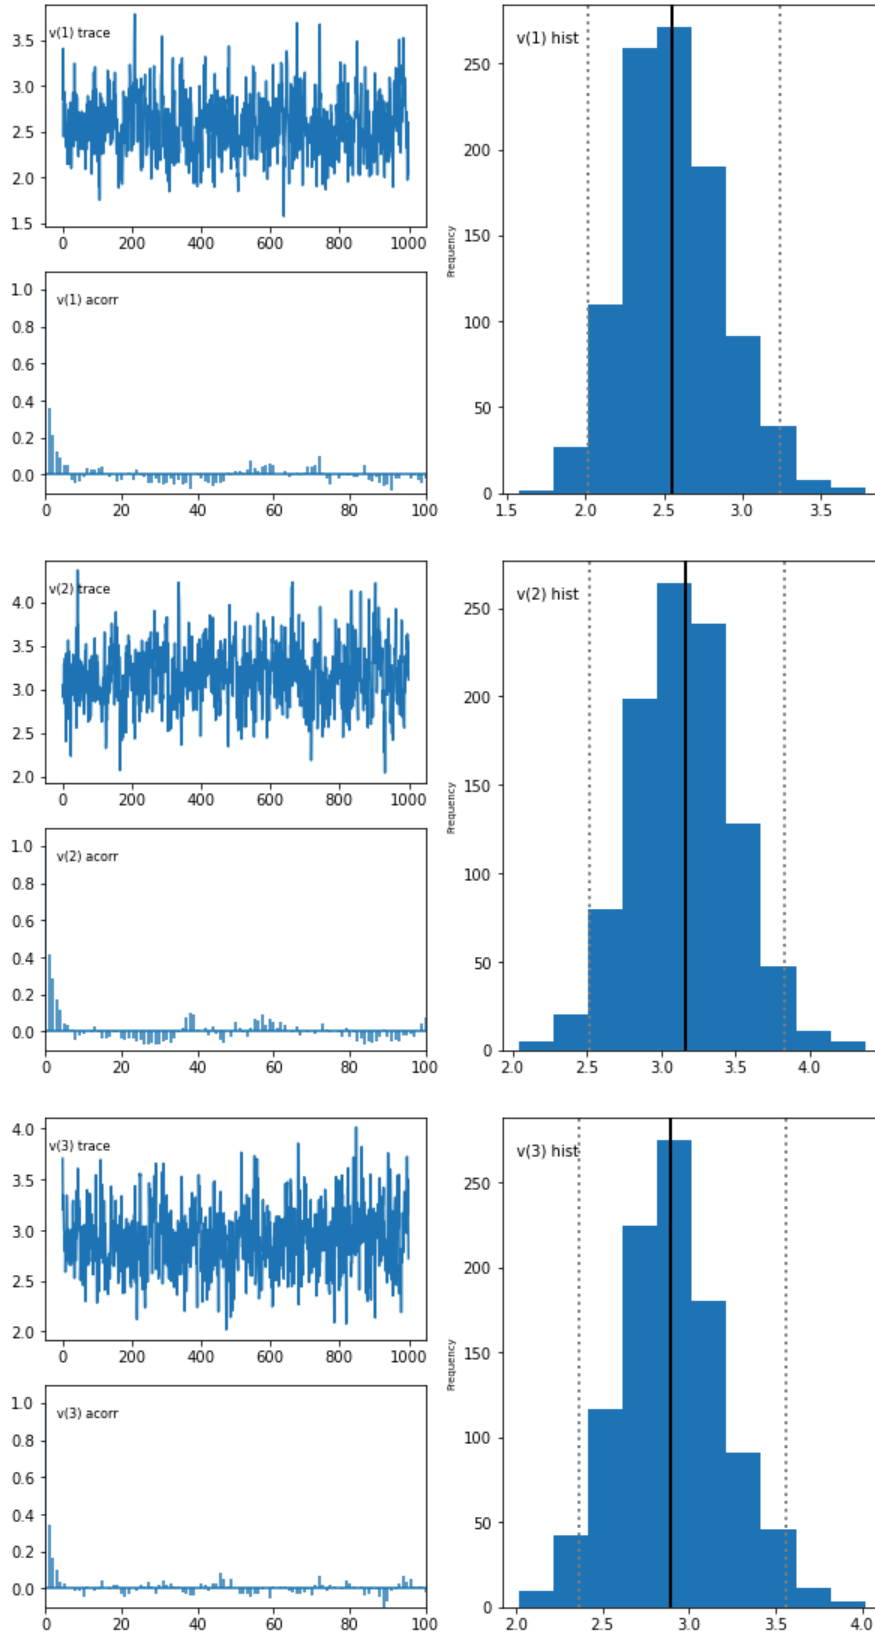 v(1) trace
3.5
3.0
2.5
2.0
1.5
0 200 400 600 800 1000
v(1) acorr
1.0
0.8
0.6
0.4
0.2
0.0
0 20 40 60 80 100
v(1) hist
Frequency
250
200
150
100
50
0
1.5 2.0 2.5 3.0 3.5
v(2) trace
4.0
3.5
3.0
2.5
2.0
0 200 400 600 800 1000
v(2) acorr
1.0
0.8
0.6
0.4
0.2
0.0
0 20 40 60 80 100
v(2) hist
Frequency
250
200
150
100
50
0
2.0 2.5 3.0 3.5 4.0
v(3) trace
4.0
3.5
3.0
2.5
2.0
0 200 400 600 800 1000
v(3) acorr
1.0
0.8
0.6
0.4
0.2
0.0
0 20 40 60 80 100
v(3) hist
Frequency
250
200
150
100
50
0
2.0 2.5 3.0 3.5 4.0